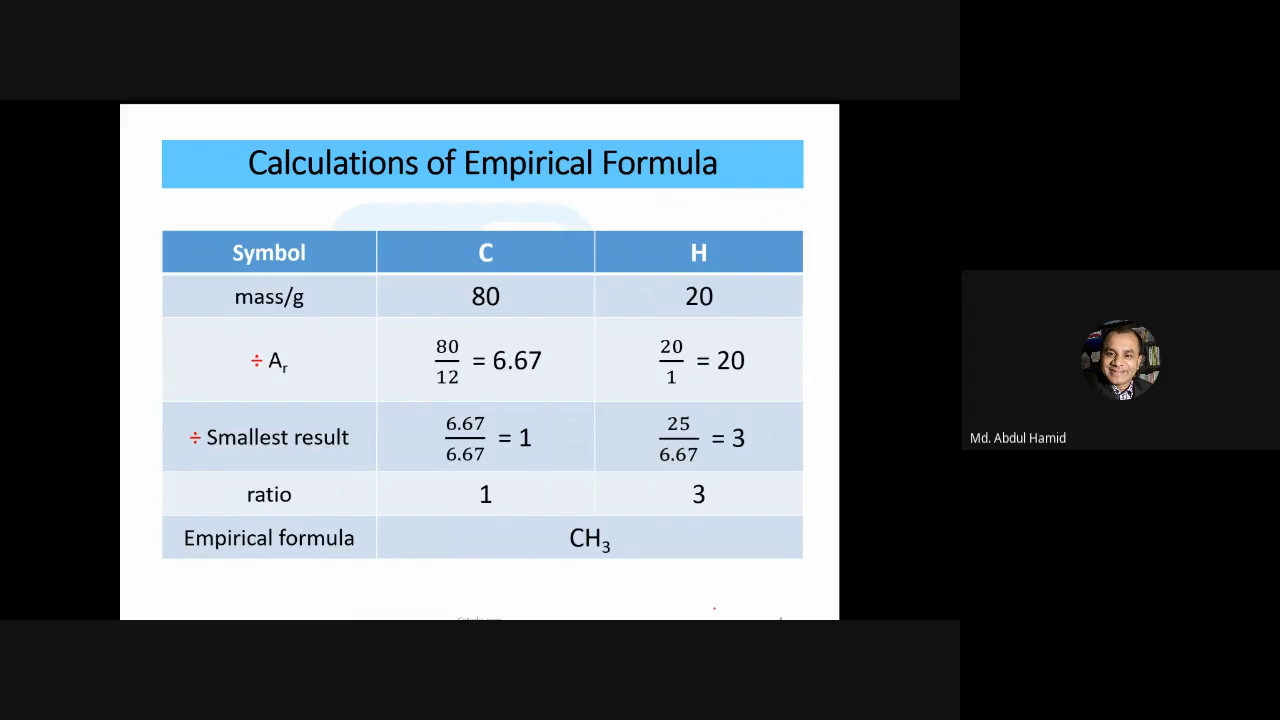 Calculations of Empirical Formula
Symbol C H
mass/g 80 20
÷ Aᵣ 80/12 = 6.67 20/1 = 20
÷ Smallest result 6.67/6.67 = 1 25/6.67 = 3
ratio 1 3
Empirical formula CH₃
Md. Abdul Hamid